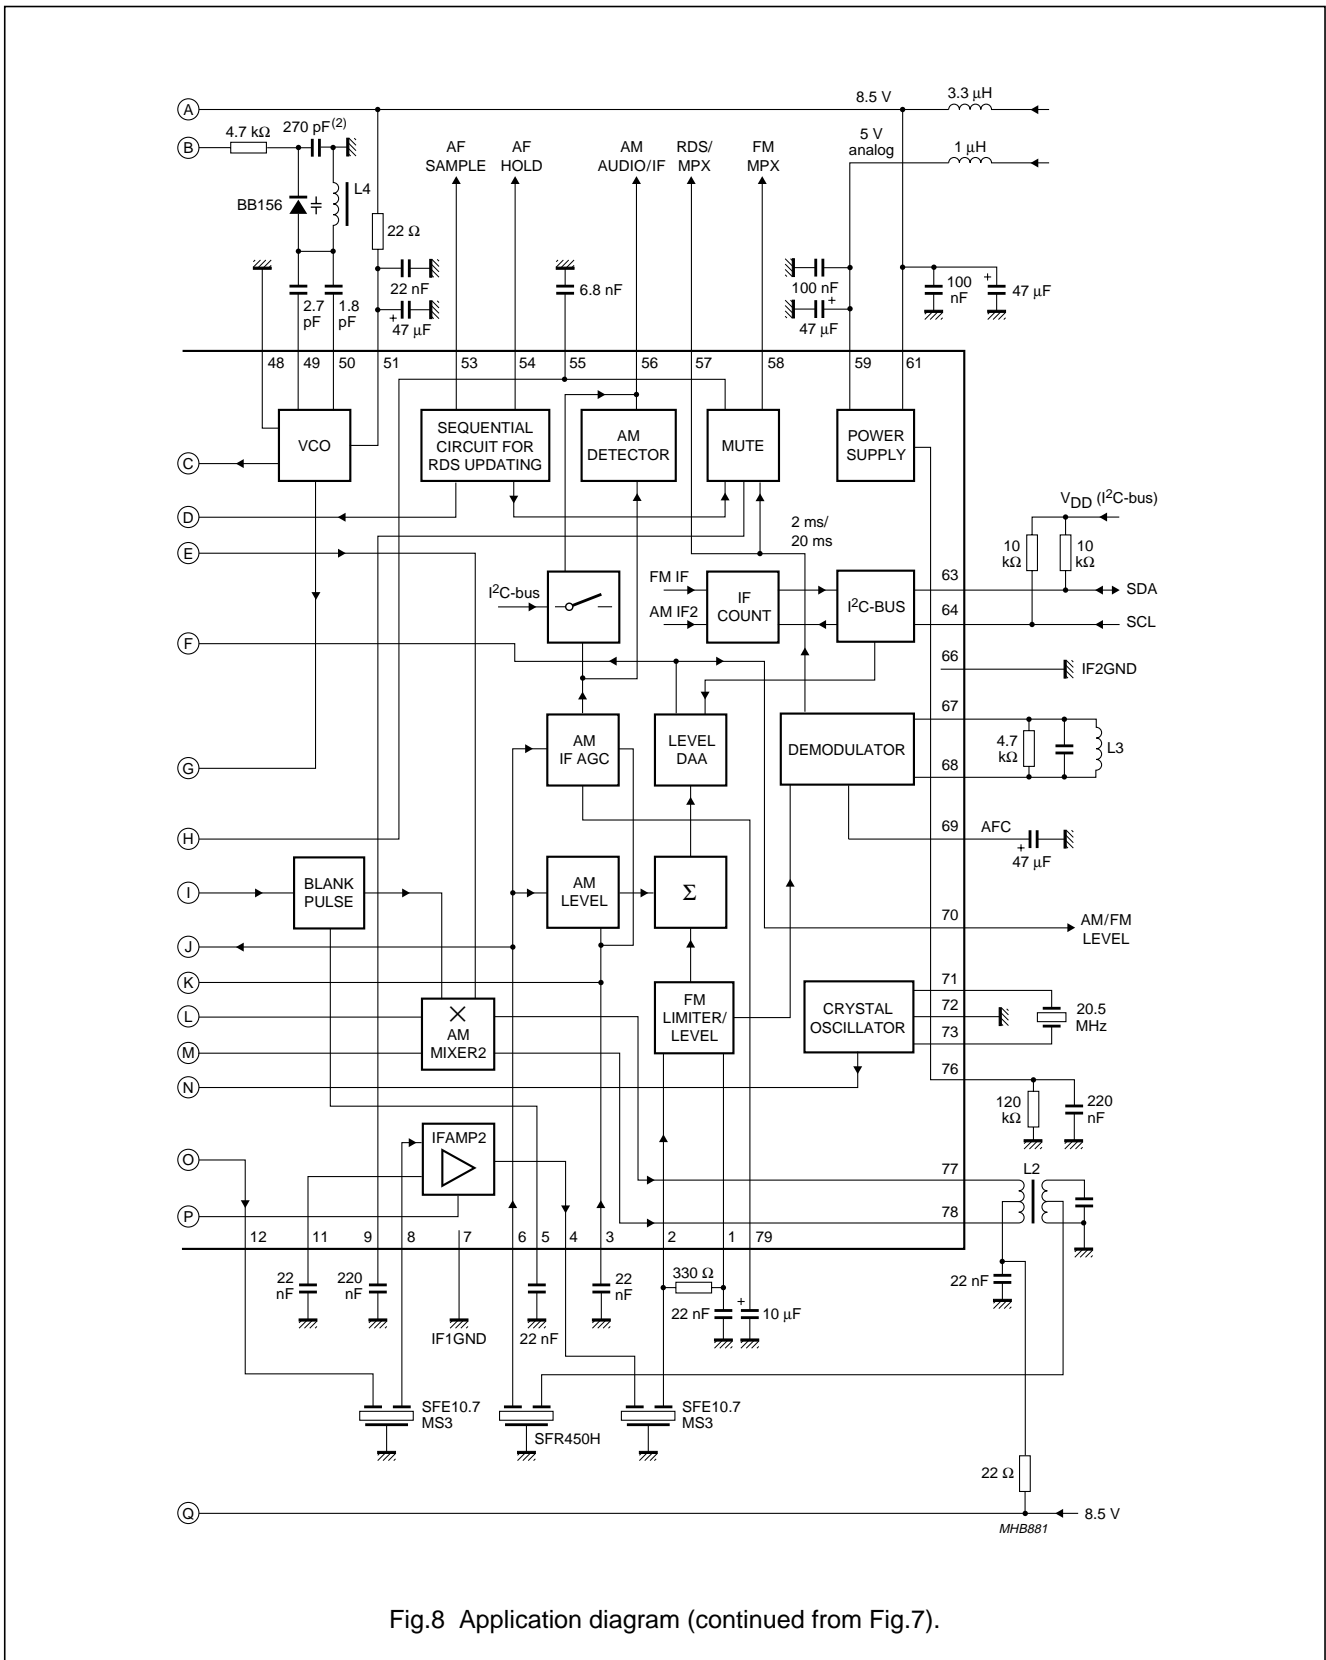 A
8.5 V
3.3 µH
B
4.7 kΩ
270 pF(2)
5 V
analog
1 µH
AF
SAMPLE
AF
HOLD
AM
AUDIO/IF
RDS/
MPX
FM
MPX
BB156
L4
22 Ω
22 nF
+
47 µF
6.8 nF
100 nF
+
47 µF
100
nF
+
47 µF
2.7
pF
1.8
pF
48
49
50
51
53
54
55
56
57
58
59
61
VCO
SEQUENTIAL
CIRCUIT FOR
RDS UPDATING
AM
DETECTOR
MUTE
POWER
SUPPLY
C
D
E
2 ms/
20 ms
VDD (I2C-bus)
10
kΩ
10
kΩ
I2C-bus
FM IF
AM IF2
IF
COUNT
I2C-BUS
63
SDA
64
SCL
F
66
IF2GND
G
AM
IF AGC
LEVEL
DAA
DEMODULATOR
67
4.7
kΩ
L3
68
H
69
AFC
+
47 µF
I
BLANK
PULSE
AM
LEVEL
Σ
70
AM/FM
LEVEL
J
K
L
M
N
AM
MIXER2
FM
LIMITER/
LEVEL
CRYSTAL
OSCILLATOR
71
72
73
20.5
MHz
76
120
kΩ
220
nF
O
P
IFAMP2
77
78
L2
12
11
9
8
7
6
5
4
3
2
1
79
22
nF
220
nF
IF1GND
22 nF
22
nF
330 Ω
22 nF
+
10 µF
22 nF
SFE10.7
MS3
SFR450H
SFE10.7
MS3
22 Ω
Q
8.5 V
MHB881
Fig.8 Application diagram (continued from Fig.7).